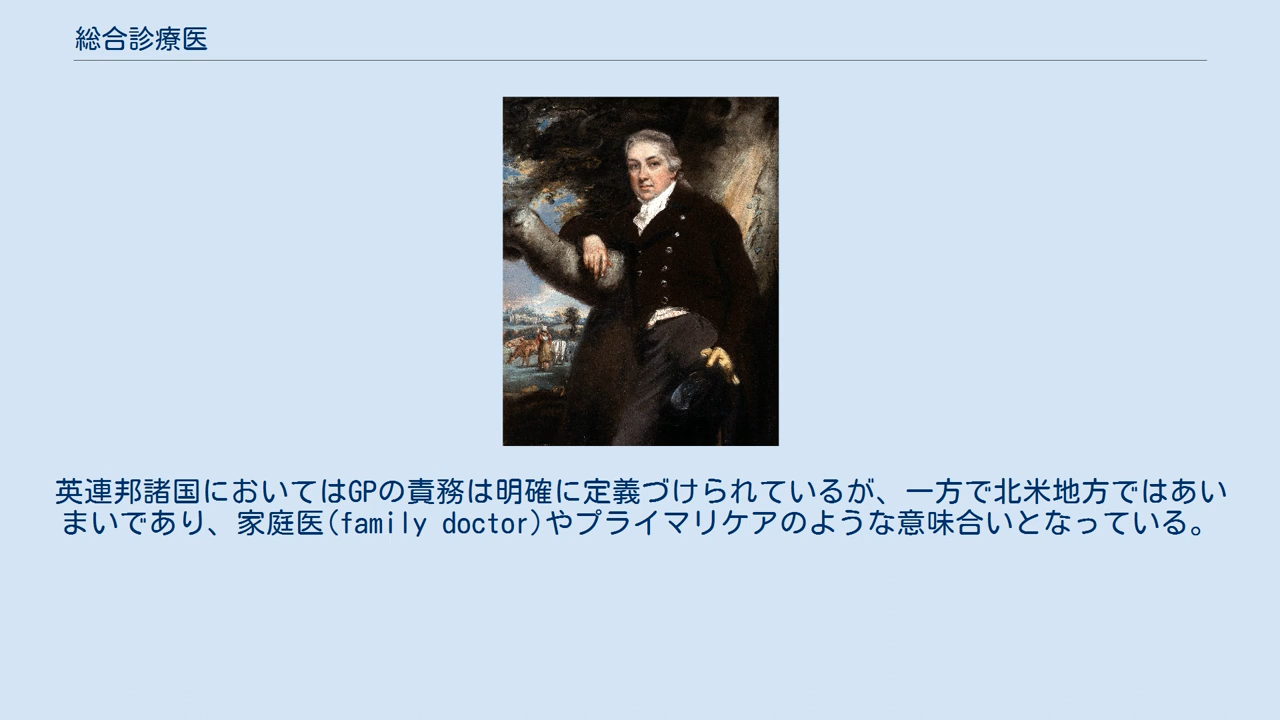 総合診療医
英連邦諸国においてはGPの責務は明確に定義づけられているが、一方で北米地方ではあい
まいであり、家庭医(family doctor)やプライマリケアのような意味合いとなっている。